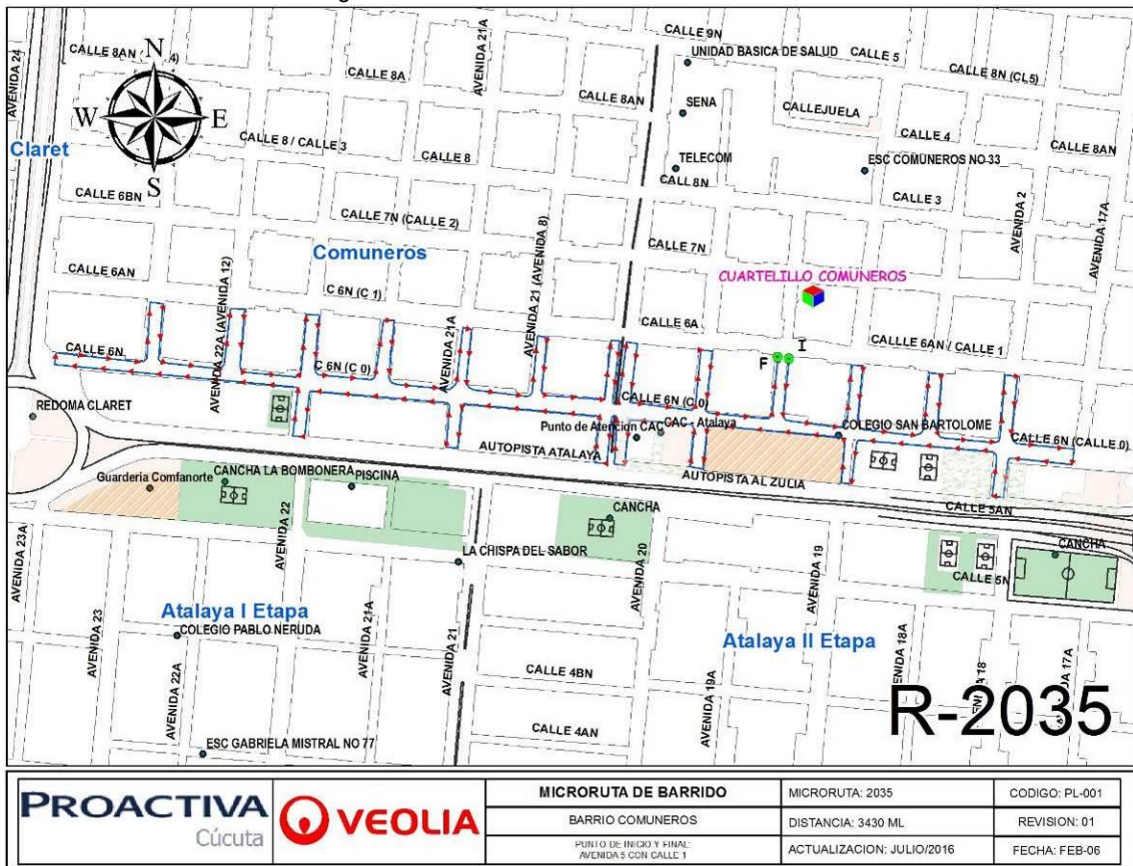 CALLE 9N
CALLE 8AN
4)
AVENIDA 24
N
W
E
S
CALLE 8A
AVENIDA 21A
UNIDAD BASICA DE SALUD
CALLE 5
CALLE 8N (CL5)
CALLE 8AN
SENA
CALLEJUELA
Claret
CALLE 8 / CALLE 3
CALLE 8
CALLE 4
CALLE 8AN
TELECOM
CALL 8N
ESC COMUNEROS NO 33
CALLE 6BN
CALLE 7N (CALLE 2)
CALLE 3
AVENIDA 2
AVENIDA 17A
Comuneros
CALLE 7N
AVENIDA 21 (AVENIDA 8)
CALLE 6AN
AVENIDA 22A (AVENIDA 12)
C 6N (C 1)
CUARTELILLO COMUNEROS
CALLE 6A
CALLLE 6AN / CALLE 1
CALLE 6N
C 6N (C 0)
AVENIDA 21A
F
I
CALLE 6N (C 0)
REDOMA CLARET
Punto de Atencion CAC
CAC - Atalaya
COLEGIO SAN BARTOLOME
CALLE 6N (CALLE 0)
AUTOPISTA ATALAYA
AUTOPISTA AL ZULIA
Guarderia Comfanorte
CANCHA LA BOMBONERA
PISCINA
CALLE 5AN
CANCHA
AVENIDA 23A
AVENIDA 22
LA CHISPA DEL SABOR
AVENIDA 20
AVENIDA 19
CANCHA
CALLE 5N
Atalaya I Etapa
COLEGIO PABLO NERUDA
AVENIDA 23
AVENIDA 22A
AVENIDA 21A
AVENIDA 21
Atalaya II Etapa
CALLE 4BN
AVENIDA 19A
AVENIDA 18A
AVENIDA 18
AVENIDA 17A
R-2035
CALLE 4AN
ESC GABRIELA MISTRAL NO 77
PROACTIVA
Cúcuta
VEOLIA
MICRORUTA DE BARRIDO
MICRORUTA: 2035
CODIGO: PL-001
BARRIO COMUNEROS
DISTANCIA: 3430 ML
REVISION: 01
PUNTO DE INICIO Y FINAL:
AVENIDA 5 CON CALLE 1
ACTUALIZACION: JULIO/2016
FECHA: FEB-06